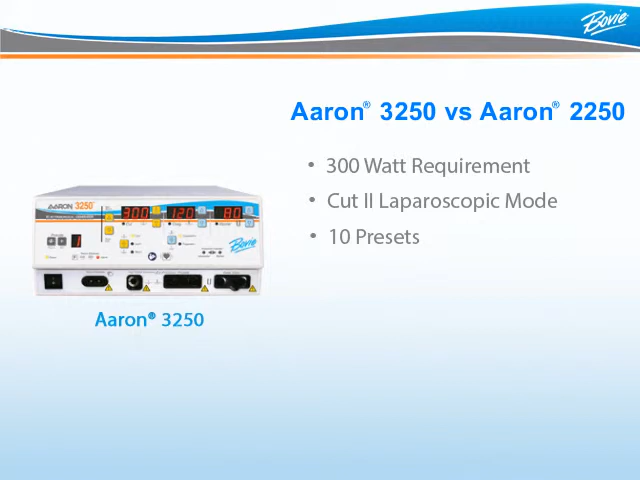 Bovie
Aaron® 3250 vs Aaron® 2250
• 300 Watt Requirement
• Cut II Laparoscopic Mode
• 10 Presets
AARON 3250
300 120 80
1
Bovie
Aaron® 3250